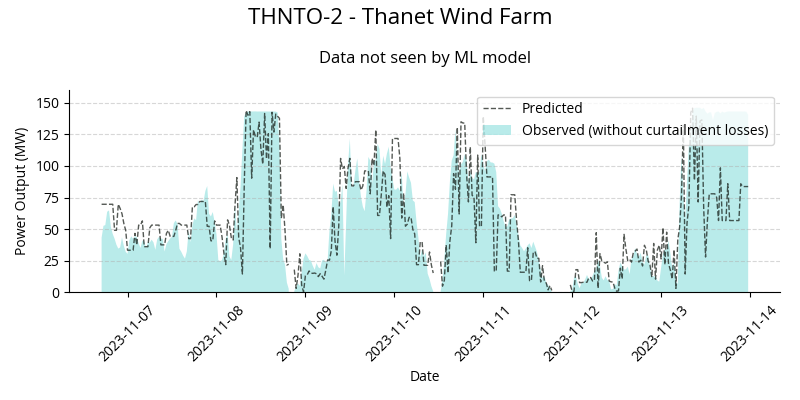 THNTO-2 - Thanet Wind Farm
Data not seen by ML model
Power Output (MW)
150
125
100
75
50
25
0
Predicted
Observed (without curtailment losses)
2023-11-07
2023-11-08
2023-11-09
2023-11-10
2023-11-11
2023-11-12
2023-11-13
2023-11-14
Date